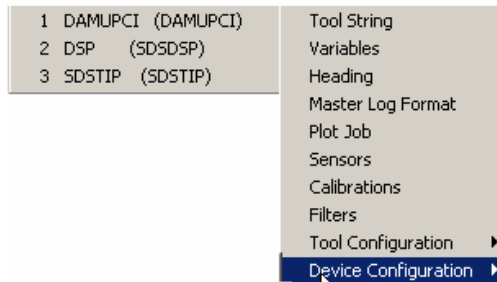 1 DAMUPCI (DAMUPCI)
2 DSP (SDSDSP)
3 SDSTIP (SDSTIP)
Tool String
Variables
Heading
Master Log Format
Plot Job
Sensors
Calibrations
Filters
Tool Configuration
Device Configuration